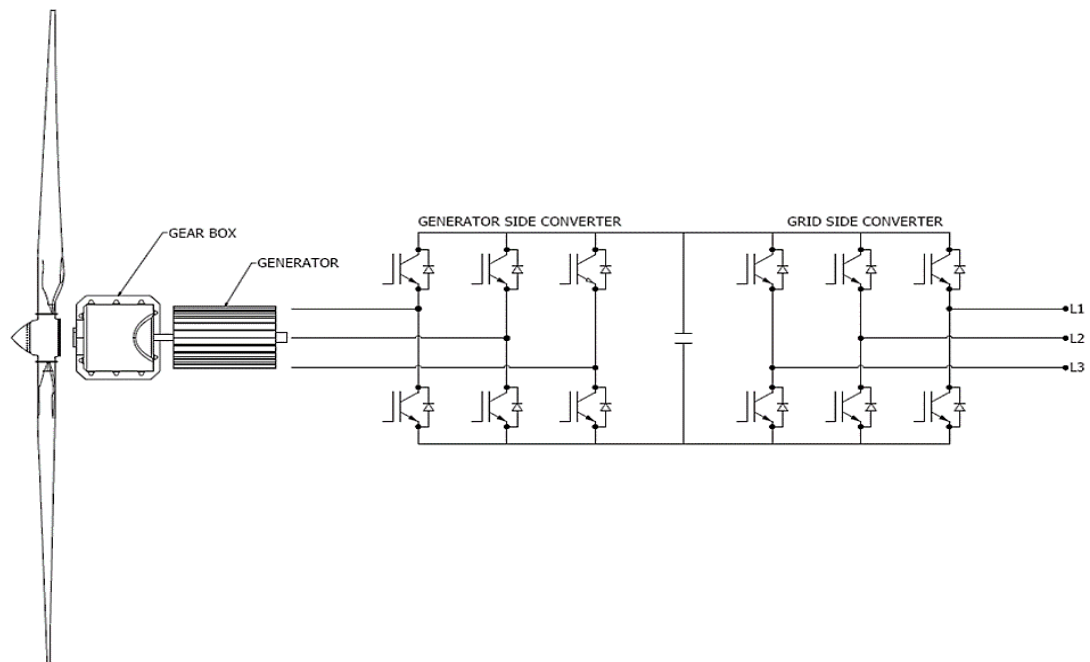 GENERATOR SIDE CONVERTER
GRID SIDE CONVERTER
GEAR BOX
GENERATOR
L1
L2
L3